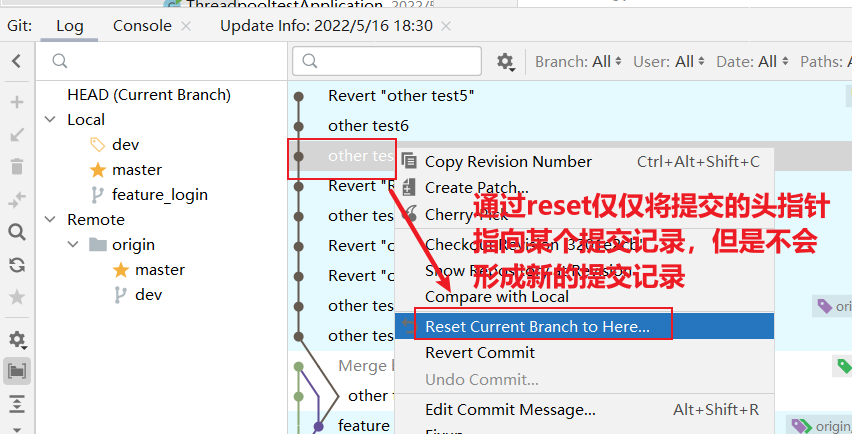 ThreadpooltestApplication 2022/5
Git: Log Console Update Info: 2022/5/16 18:30
Branch: All User: All Date: All Paths:
HEAD (Current Branch)
Local
dev
master
feature_login
Remote
origin
master
dev
Revert "other test5"
other test6
other tes
Revert "R
other tes
Revert "o
Revert "o
other tes
other tes
Merge b
other t
feature
Copy Revision Number Ctrl+Alt+Shift+C
Create Patch...
Cherry-Pick
Checkout Revision
Show Repository at Revision
Compare with Local
Reset Current Branch to Here...
Revert Commit
Undo Commit...
Edit Commit Message... Alt+Shift+R
Fixup
通过reset仅仅将提交的头指针
指向某个提交记录，但是不会
形成新的提交记录
ori
origin